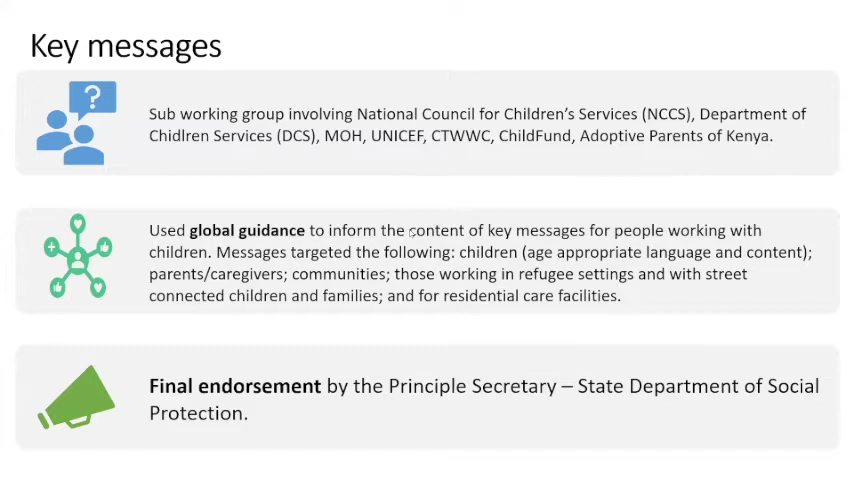 Key messages
?
Sub working group involving National Council for Children's Services (NCCS), Department of
Chidlren Services (DCS), MOH, UNICEF, CTWWC, ChildFund, Adoptive Parents of Kenya.
Used global guidance to inform the content of key messages for people working with
children. Messages targeted the following: children (age appropriate language and content);
parents/caregivers; communities; those working in refugee settings and with street
connected children and families; and for residential care facilities.
Final endorsement by the Principle Secretary – State Department of Social
Protection.